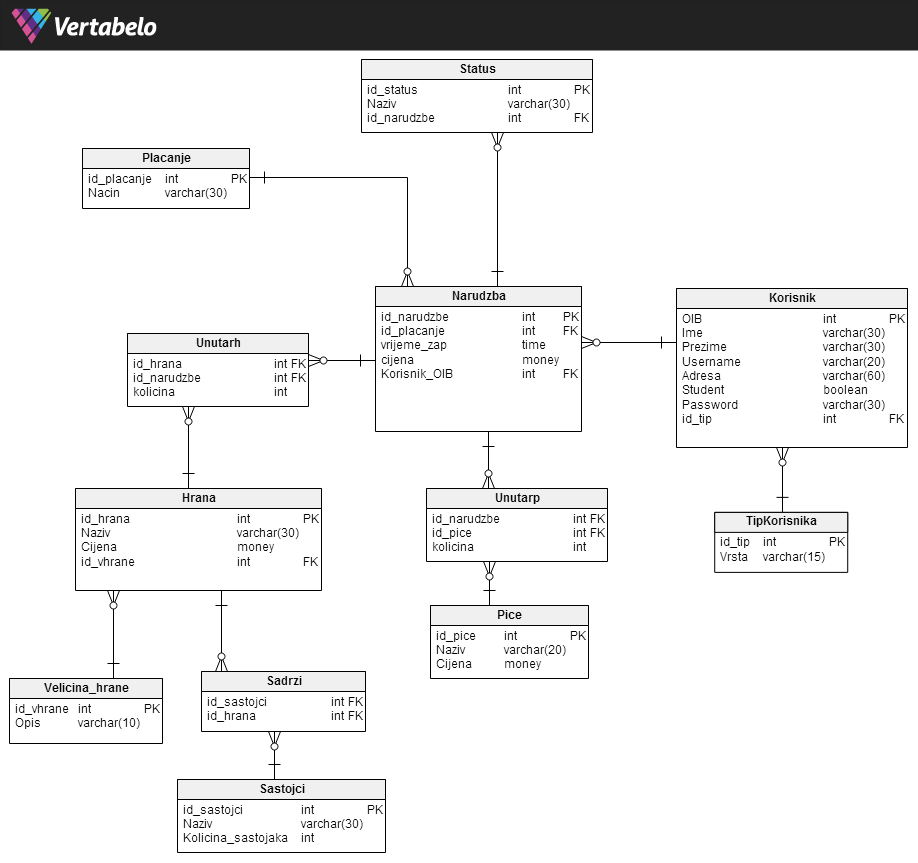 Vertabelo
Status
id_status int PK
Naziv varchar(30)
id_narudzbe int FK
Placanje
id_placanje int PK
Nacin varchar(30)
Narudzba
id_narudzbe int PK
id_placanje int FK
vrijeme_zap time
cijena money
Korisnik_OIB int FK
Korisnik
OIB int PK
Ime varchar(30)
Prezime varchar(30)
Username varchar(20)
Adresa varchar(60)
Student boolean
Password varchar(30)
id_tip int FK
Unutarh
id_hrana int FK
id_narudzbe int FK
kolicina int
Hrana
id_hrana int PK
Naziv varchar(30)
Cijena money
id_vhrane int FK
Unutarp
id_narudzbe int FK
id_pice int FK
kolicina int
TipKorisnika
id_tip int PK
Vrsta varchar(15)
Pice
id_pice int PK
Naziv varchar(20)
Cijena money
Velicina_hrane
id_vhrane int PK
Opis varchar(10)
Sadrzi
id_sastojci int FK
id_hrana int FK
Sastojci
id_sastojci int PK
Naziv varchar(30)
Kolicina_sastojaka int